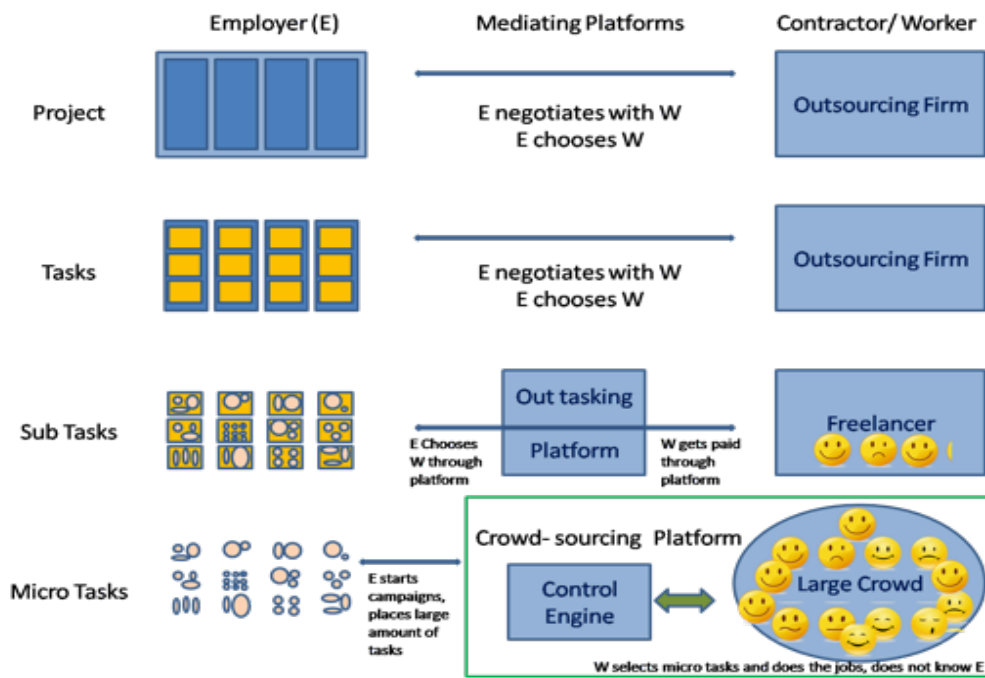 Employer (E)
Mediating Platforms
Contractor/ Worker
Project
E negotiates with W
E chooses W
Outsourcing Firm
Tasks
E negotiates with W
E chooses W
Outsourcing Firm
Sub Tasks
E Chooses
W through
platform
Out tasking
Platform
W gets paid
through
platform
Freelancer
Micro Tasks
E starts
campaigns,
places large
amount of
tasks
Crowd- sourcing Platform
Control
Engine
Large Crowd
W selects micro tasks and does the jobs, does not know E